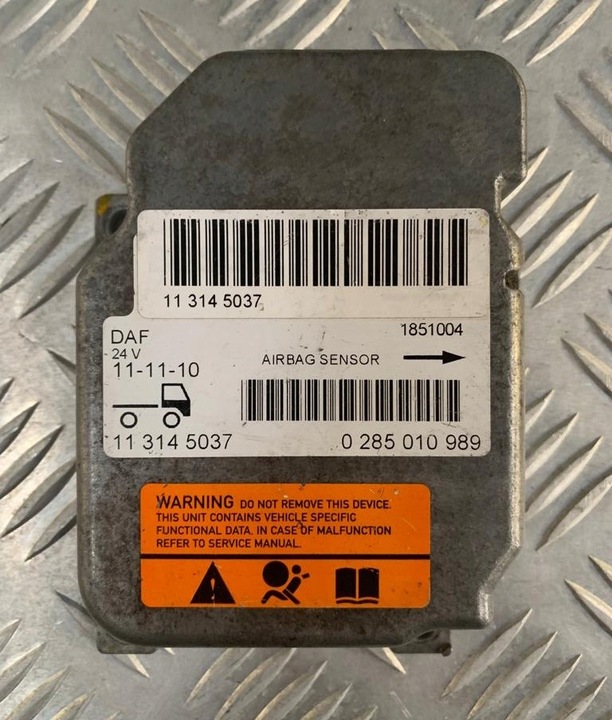 11 314 5037
DAF 1851004
24 V
11-11-10 AIRBAG SENSOR
11 314 5037 0 285 010 989
WARNING DO NOT REMOVE THIS DEVICE.
THIS UNIT CONTAINS VEHICLE SPECIFIC
FUNCTIONAL DATA. IN CASE OF MALFUNCTION
REFER TO SERVICE MANUAL.